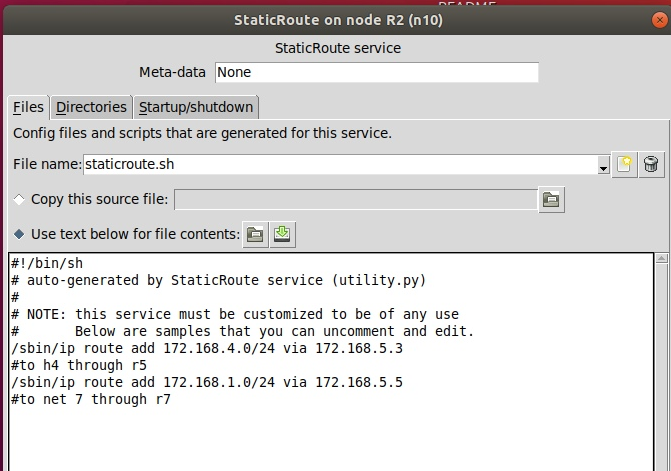 README
StaticRoute on node R2 (n10)
StaticRoute service
Meta-data None
Files Directories Startup/shutdown
Config files and scripts that are generated for this service.
File name: staticroute.sh
Copy this source file:
Use text below for file contents:
#!/bin/sh
# auto-generated by StaticRoute service (utility.py)
#
# NOTE: this service must be customized to be of any use
#       Below are samples that you can uncomment and edit.
/sbin/ip route add 172.168.4.0/24 via 172.168.5.3
#to h4 through r5
/sbin/ip route add 172.168.1.0/24 via 172.168.5.5
#to net 7 through r7